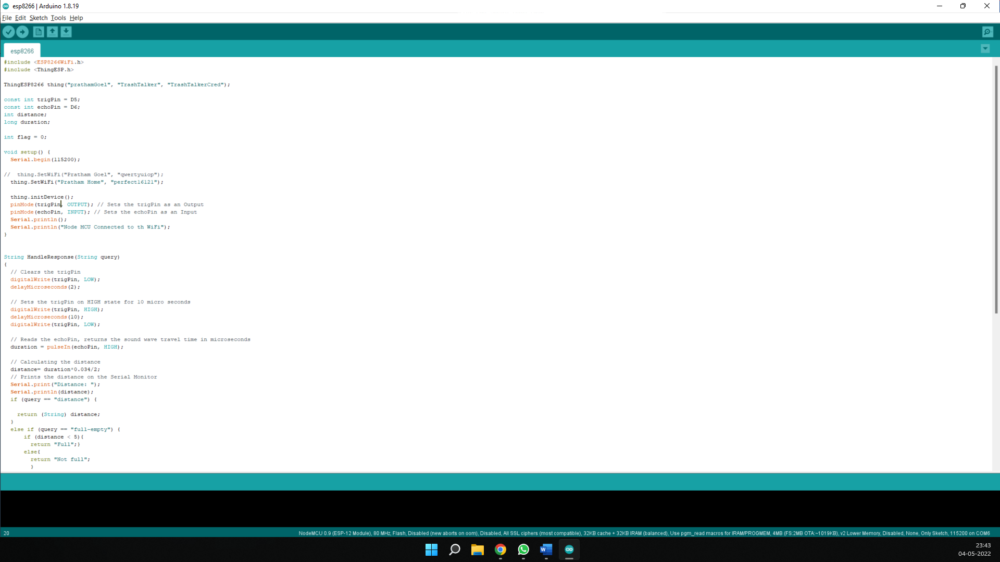 esp8266 | Arduino 1.8.19
File Edit Sketch Tools Help
esp8266
#include <ESP8266WiFi.h>
#include <ThingESP.h>
ThingESP8266 thing("prathamGoel", "TrashTalker", "TrashTalkerCred");
const int trigPin = D5;
const int echoPin = D6;
int distance;
long duration;
int flag = 0;
void setup() {
Serial.begin(115200);
// thing.SetWiFi("Pratham Goel", "qwertyuiop");
thing.SetWiFi("Pratham Home", "perfect16121");
thing.initDevice();
pinMode(trigPin, OUTPUT); // Sets the trigPin as an Output
pinMode(echoPin, INPUT); // Sets the echoPin as an Input
Serial.println();
Serial.println("Node MCU Connected to th WiFi");
}
String HandleResponse(String query)
{
// Clears the trigPin
digitalWrite(trigPin, LOW);
delayMicroseconds(2);
// Sets the trigPin on HIGH state for 10 micro seconds
digitalWrite(trigPin, HIGH);
delayMicroseconds(10);
digitalWrite(trigPin, LOW);
// Reads the echoPin, returns the sound wave travel time in microseconds
duration = pulseIn(echoPin, HIGH);
// Calculating the distance
distance= duration*0.034/2;
// Prints the distance on the Serial Monitor
Serial.print("Distance: ");
Serial.println(distance);
if (query == "distance") {
return (String) distance;
}
else if (query == "full-empty") {
if (distance < 5){
return "Full";}
else{
return "Not full";
}
20
NodeMCU 0.9 (ESP-12 Module), 80 MHz, Flash, Disabled (new aborts on oom), Disabled, All SSL ciphers (most compatible), 32KB cache + 32KB IRAM (balanced), Use pgm_read macros for IRAM/PROGMEM, 4MB (FS:2MB OTA:~1019KB), v2 Lower Memory, Disabled, None, Only Sketch, 115200 on COM6
W
23:43
04-05-2022